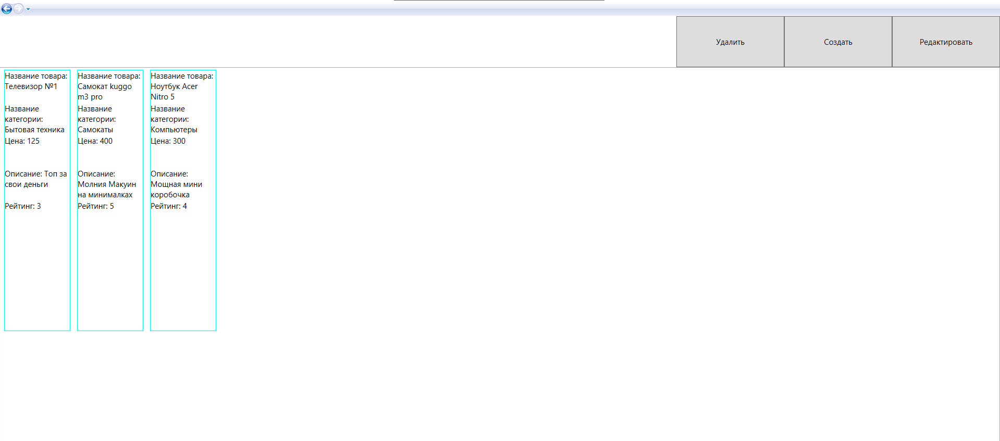 Удалить
Создать
Редактировать
Название товара:
Телевизор №1
Название
категории:
Бытовая техника
Цена: 125
Описание: Топ за
свои деньги
Рейтинг: 3
Название товара:
Самокат kuggo
m3 pro
Название
категории:
Самокаты
Цена: 400
Описание:
Молния Макуин
на минималках
Рейтинг: 5
Название товара:
Ноутбук Acer
Nitro 5
Название
категории:
Компьютеры
Цена: 300
Описание:
Мощная мини
коробочка
Рейтинг: 4